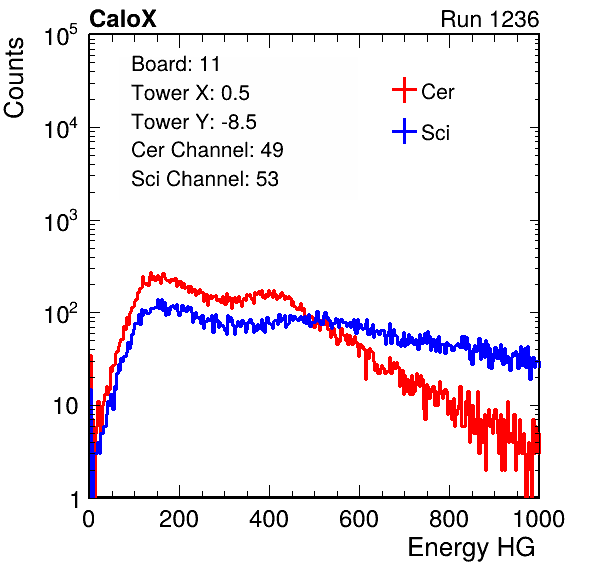 CaloX Run 1236
Counts
10^5
10^4
10^3
10^2
10
1
Board: 11
Tower X: 0.5
Tower Y: -8.5
Cer Channel: 49
Sci Channel: 53
Cer
Sci
0 200 400 600 800 1000
Energy HG